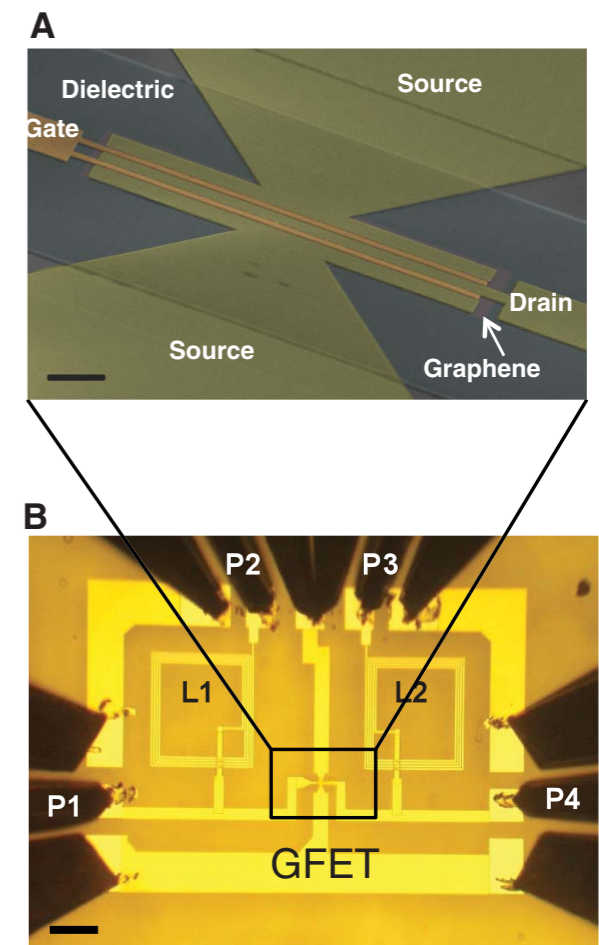 A
Dielectric
Source
Gate
Drain
Source
Graphene
B
P2
P3
L1
L2
P1
P4
GFET